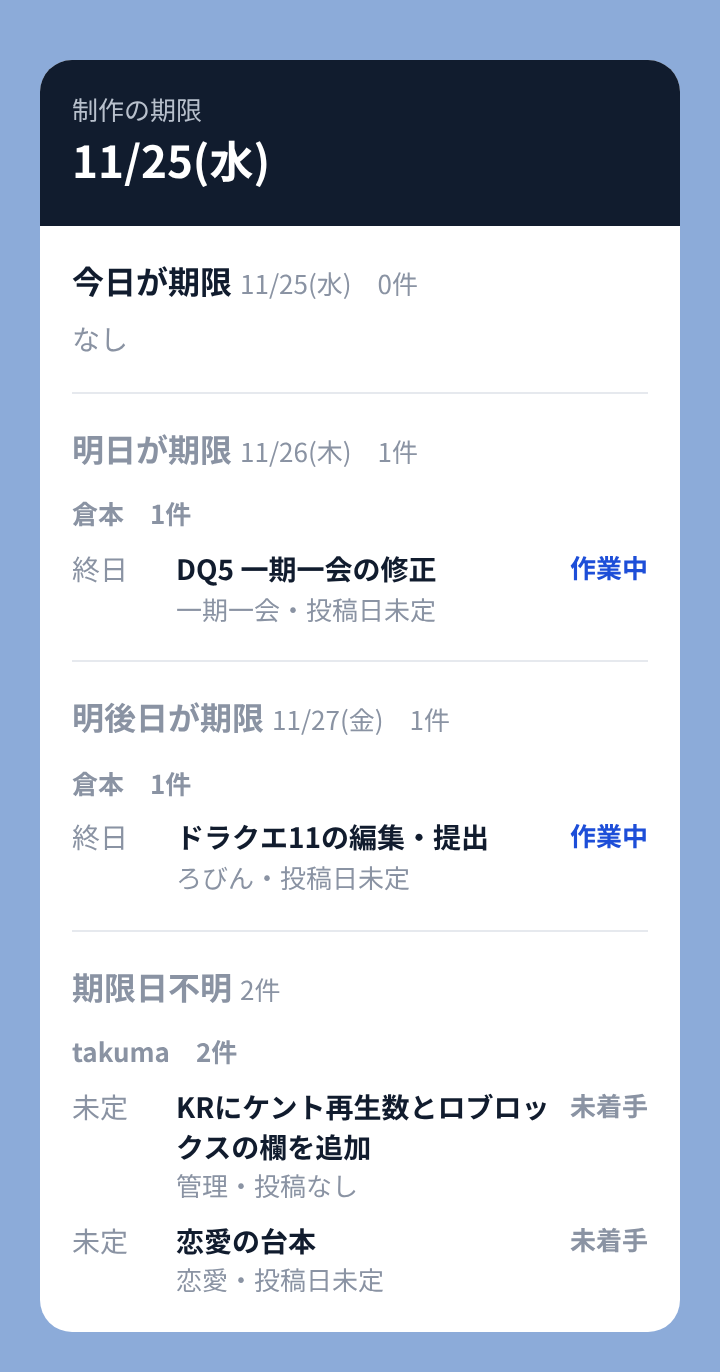 制作の期限
11/25(水)
今日が期限 11/25(水)　0件
なし
明日が期限 11/26(木)　1件
倉本　1件
終日　DQ5 一期一会の修正　作業中
一期一会・投稿日未定
明後日が期限 11/27(金)　1件
倉本　1件
終日　ドラクエ11の編集・提出　作業中
ろびん・投稿日未定
期限日不明 2件
takuma　2件
未定　KRにケント再生数とロブロッ　未着手
クスの欄を追加
管理・投稿なし
未定　恋愛の台本　未着手
恋愛・投稿日未定